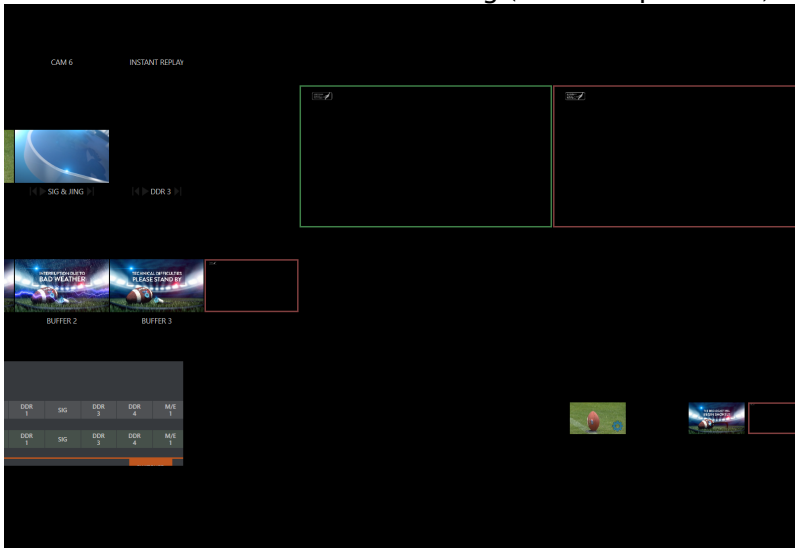 CAM 6
INSTANT REPLAY
SIG & JING
DDR 3
INTERRUPTION DUE TO
BAD WEATHER
TECHNICAL DIFFICULTIES
PLEASE STAND BY
BUFFER 2
BUFFER 3
DDR
1
SIG
DDR
3
DDR
4
M/E
1
DDR
1
SIG
DDR
3
DDR
4
M/E
1